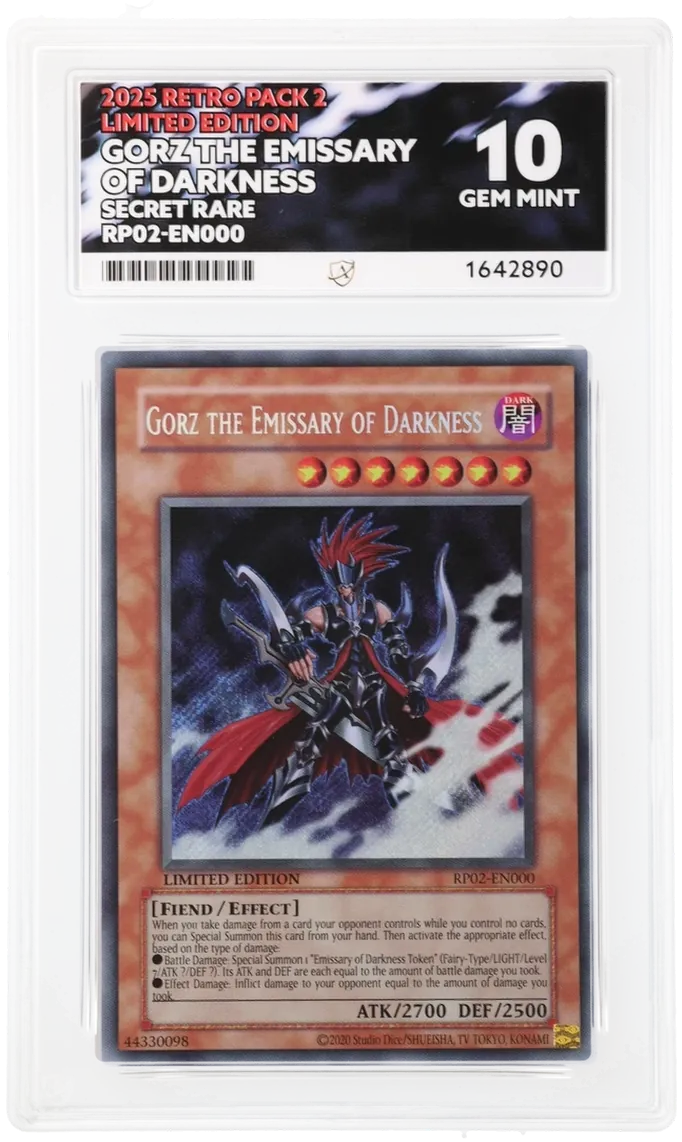 2025 RETRO PACK 2
LIMITED EDITION
GORZ THE EMISSARY
OF DARKNESS
SECRET RARE
RP02-EN000
10
GEM MINT
1642890
GORZ THE EMISSARY OF DARKNESS
DARK
闇
LIMITED EDITION RP02-EN000
[FIEND / EFFECT]
When you take damage from a card your opponent controls while you control no cards,
you can Special Summon this card from your hand. Then activate the appropriate effect,
based on the type of damage:
●Battle Damage: Special Summon 1 "Emissary of Darkness Token" (Fairy-Type/LIGHT/Level
7/ATK ?/DEF ?). Its ATK and DEF are each equal to the amount of battle damage you took.
●Effect Damage: Inflict damage to your opponent equal to the amount of damage you
took.
ATK/2700 DEF/2500
44330098 ©2020 Studio Dice/SHUEISHA, TV TOKYO, KONAMI